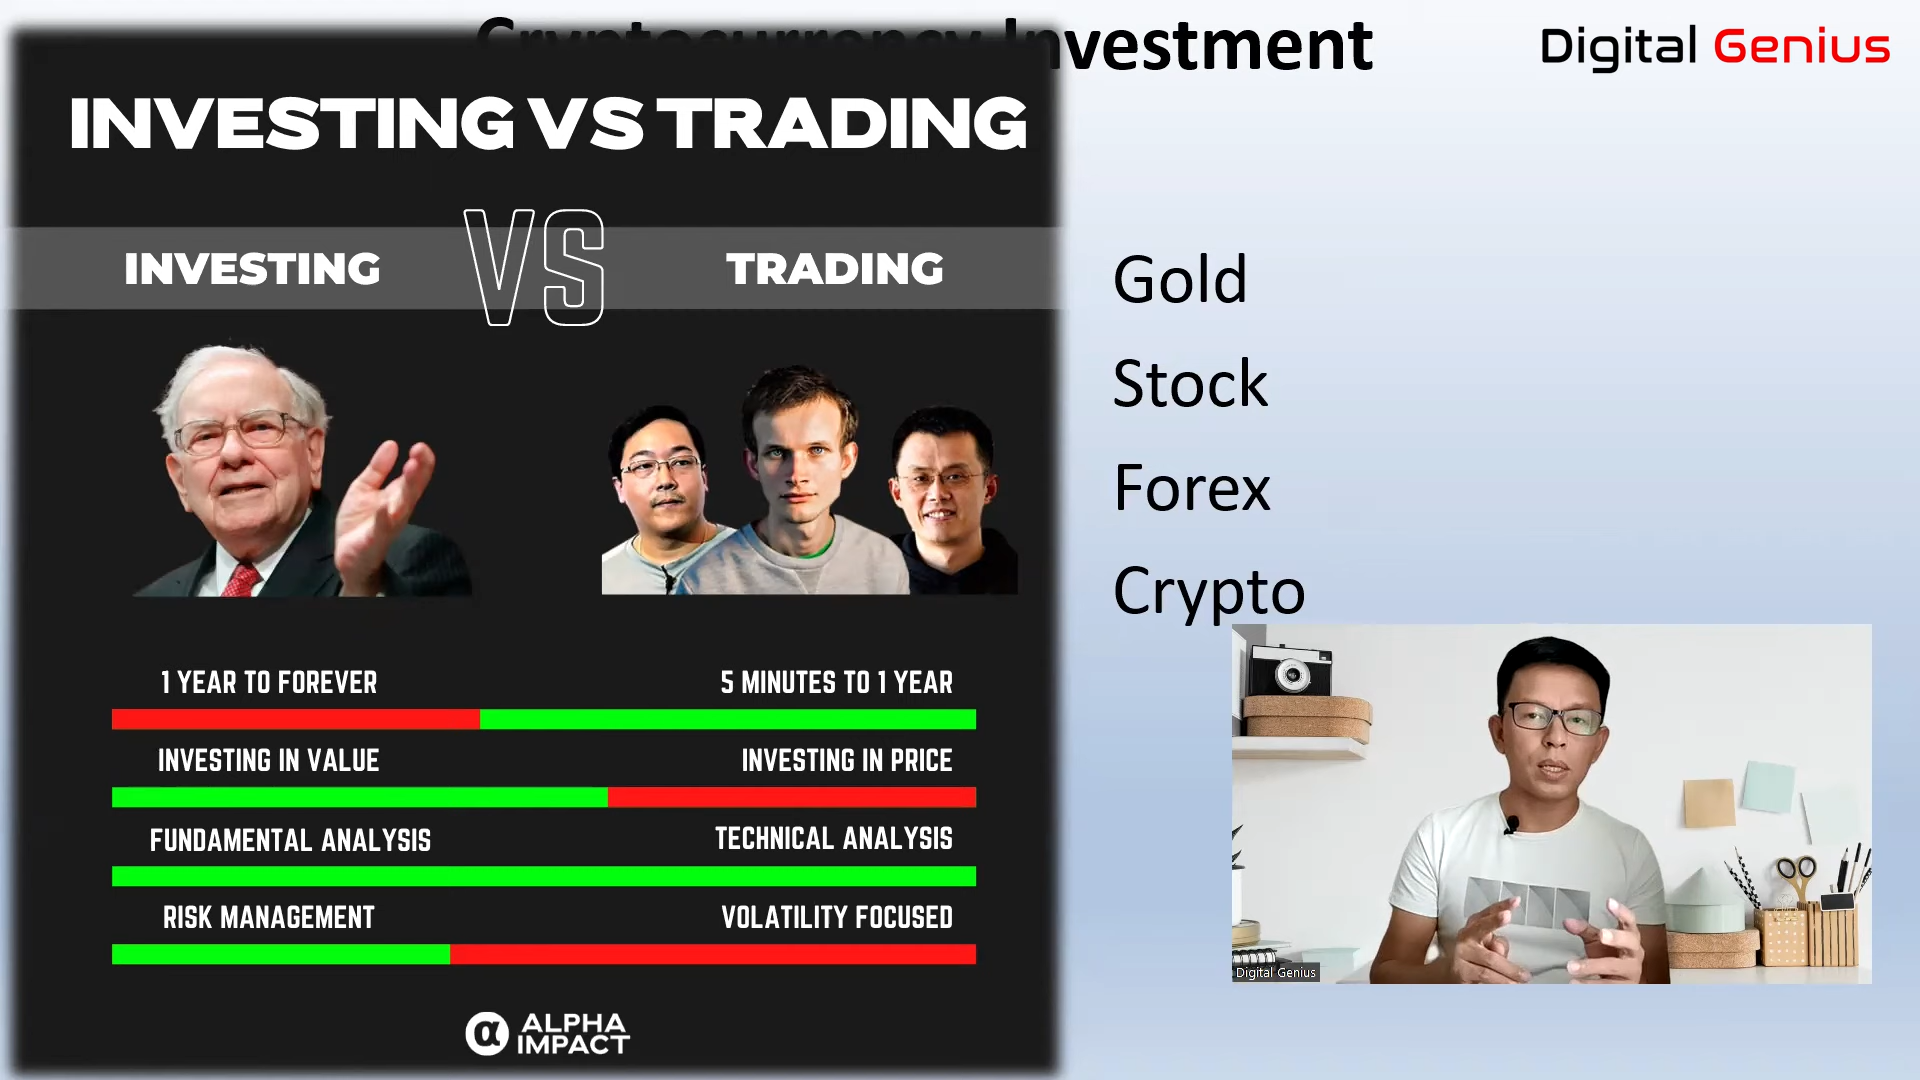 Cryptocurrency Investment
Digital Genius
INVESTING VS TRADING
INVESTING
VS
TRADING
Gold
Stock
Forex
Crypto
1 YEAR TO FOREVER
5 MINUTES TO 1 YEAR
INVESTING IN VALUE
INVESTING IN PRICE
FUNDAMENTAL ANALYSIS
TECHNICAL ANALYSIS
RISK MANAGEMENT
VOLATILITY FOCUSED
α ALPHA
IMPACT
Digital Genius